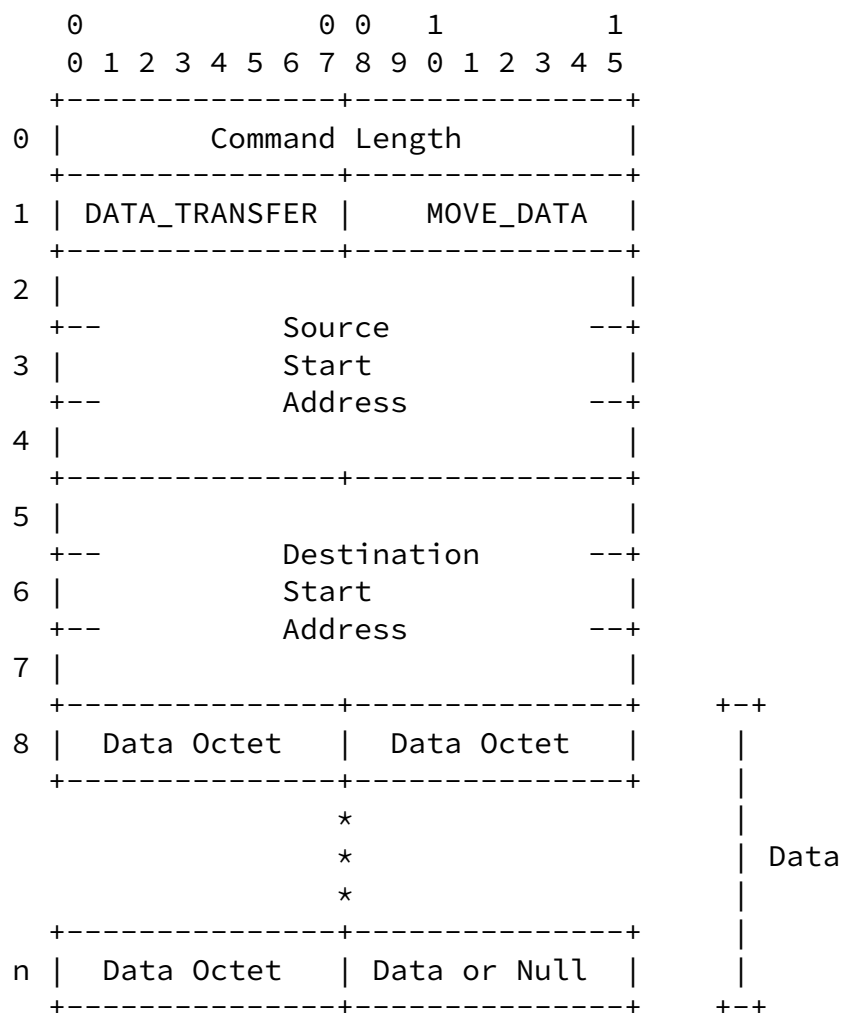 0             0 0   1         1
    0 1 2 3 4 5 6 7 8 9 0 1 2 3 4 5
   +---------------+---------------+
0  |        Command Length         |
   +---------------+---------------+
1  | DATA_TRANSFER |    MOVE_DATA  |
   +---------------+---------------+
2  |                               |
   +--          Source           --+
3  |            Start              |
   +--          Address          --+
4  |                               |
   +---------------+---------------+
5  |                               |
   +--          Destination      --+
6  |            Start              |
   +--          Address          --+
7  |                               |
   +---------------+---------------+    +-+
8  |  Data Octet   |  Data Octet   |     |
   +---------------+---------------+     |
                   *                     |
                   *                     | Data
                   *                     |
   +---------------+---------------+     |
n  |  Data Octet   | Data or Null  |     |
   +---------------+---------------+    +-+